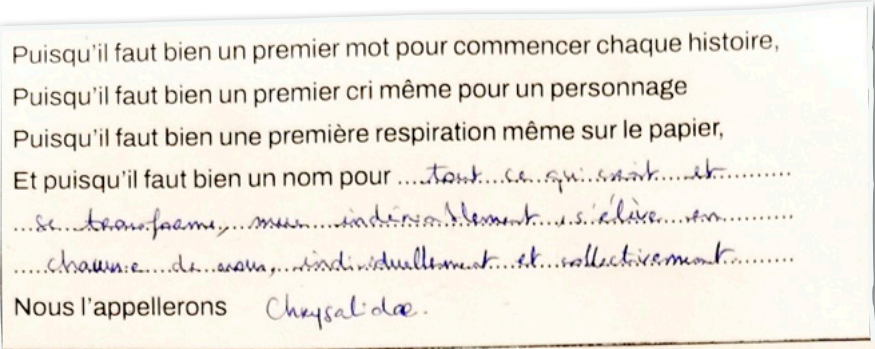 Puisqu'il faut bien un premier mot pour commencer chaque histoire,
Puisqu'il faut bien un premier cri même pour un personnage
Puisqu'il faut bien une première respiration même sur le papier,
Et puisqu'il faut bien un nom pour ....tout...ce...qui...croit...et...........
...se...transforme,...mue...indéniablement...s'élève...en...........
.....chacun.e....de...nous,...individuellement...et...collectivement..........
Nous l'appellerons Chrysalidae.